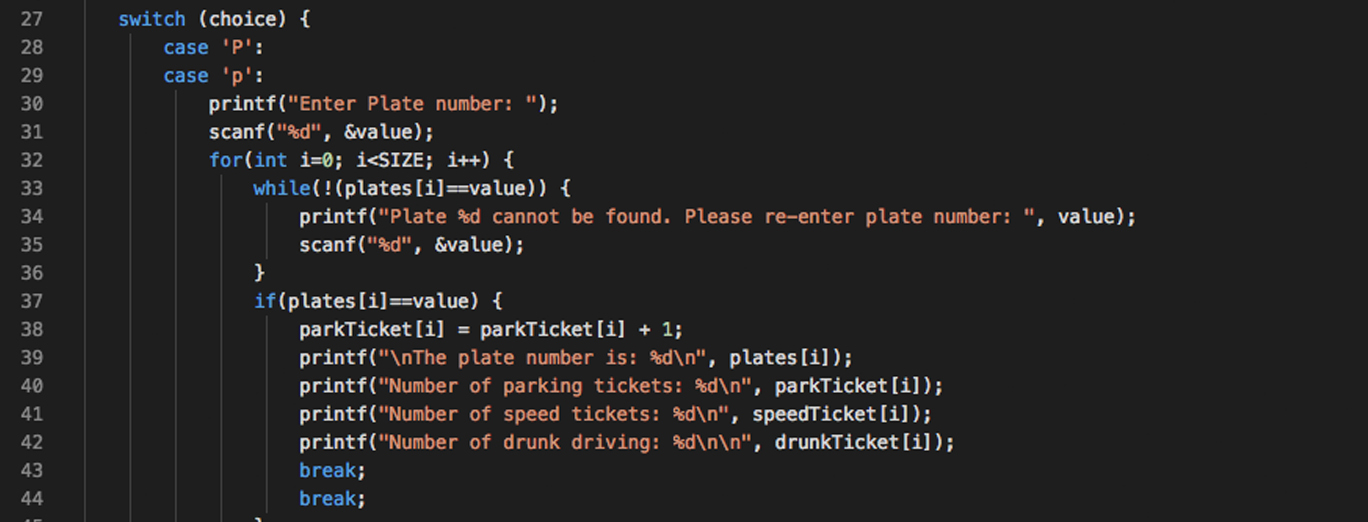 27 switch (choice) {
28 case 'P':
29 case 'p':
30 printf("Enter Plate number: ");
31 scanf("%d", &value);
32 for(int i=0; i<SIZE; i++) {
33 while(!(plates[i]==value)) {
34 printf("Plate %d cannot be found. Please re-enter plate number: ", value);
35 scanf("%d", &value);
36 }
37 if(plates[i]==value) {
38 parkTicket[i] = parkTicket[i] + 1;
39 printf("\nThe plate number is: %d\n", plates[i]);
40 printf("Number of parking tickets: %d\n", parkTicket[i]);
41 printf("Number of speed tickets: %d\n", speedTicket[i]);
42 printf("Number of drunk driving: %d\n\n", drunkTicket[i]);
43 break;
44 break;